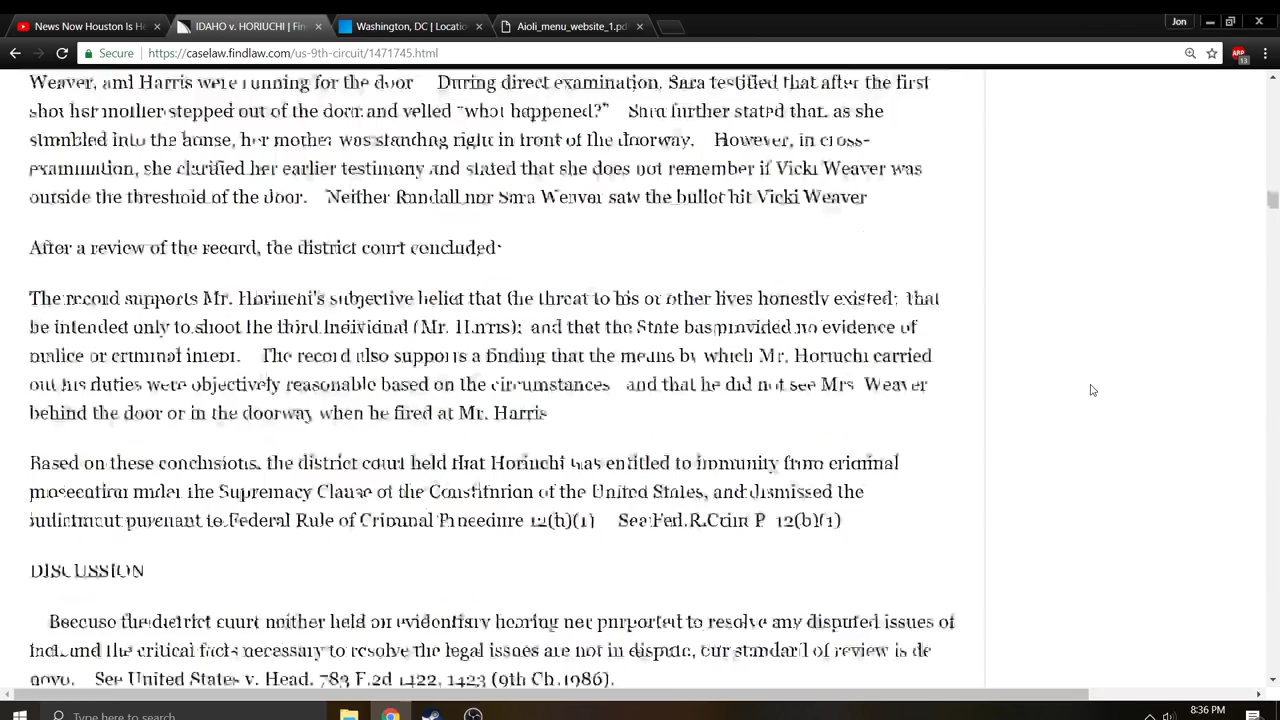 News Now Houston Is He
IDAHO v. HORIUCHI | Fin
Washington, DC | Locatio
Aioli_menu_website_1.pd
Jon
Secure
https://caselaw.findlaw.com/us-9th-circuit/1471745.html
ABP
13
Weaver, and Harris were running for the door During direct examination, Sara testified that after the first
shot her mother stepped out of the door and yelled "what happened?" Sara further stated that, as she
stumbled into the house, her mother was standing right in front of the doorway. However, in cross-
examination, she clarified her earlier testimony and stated that she does not remember if Vicki Weaver was
outside the threshold of the door. Neither Randall nor Sara Weaver saw the bullet hit Vicki Weaver
After a review of the record, the district court concluded:
The record supports Mr. Horiuchi's subjective belief that the threat to his or other lives honestly existed; that
he intended only to shoot the third individual (Mr. Harris); and that the State has provided no evidence of
malice or criminal intent. The record also supports a finding that the means by which Mr. Horiuchi carried
out his duties were objectively reasonable based on the circumstances and that he did not see Mrs. Weaver
behind the door or in the doorway when he fired at Mr. Harris
Based on these conclusions, the district court held that Horiuchi was entitled to immunity from criminal
prosecution under the Supremacy Clause of the Constitution of the United States, and dismissed the
indictment pursuant to Federal Rule of Criminal Procedure 12(b)(1) See Fed.R.Crim P. 12(b)(1)
DISCUSSION
Because the district court neither held an evidentiary hearing nor purported to resolve any disputed issues of
fact, and the critical facts necessary to resolve the legal issues are not in dispute, our standard of review is de
novo. See United States v. Head, 783 F.2d 1422, 1423 (9th Cir.1986).
Type here to search
8:36 PM